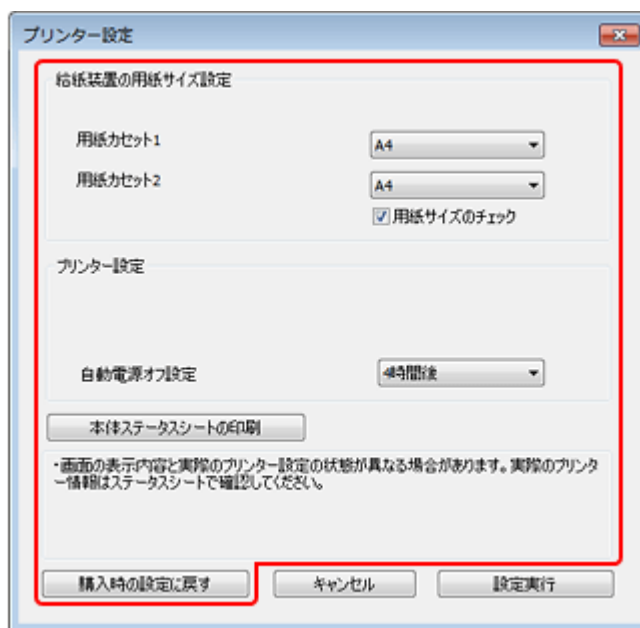 プリンター設定
給紙装置の用紙サイズ設定
用紙カセット1
A4
用紙カセット2
A4
用紙サイズのチェック
プリンター設定
自動電源オフ設定
4時間後
本体ステータスシートの印刷
・画面の表示内容と実際のプリンター設定の状態が異なる場合があります。実際のプリンタ
ー情報はステータスシートで確認してください。
購入時の設定に戻す
キャンセル
設定実行